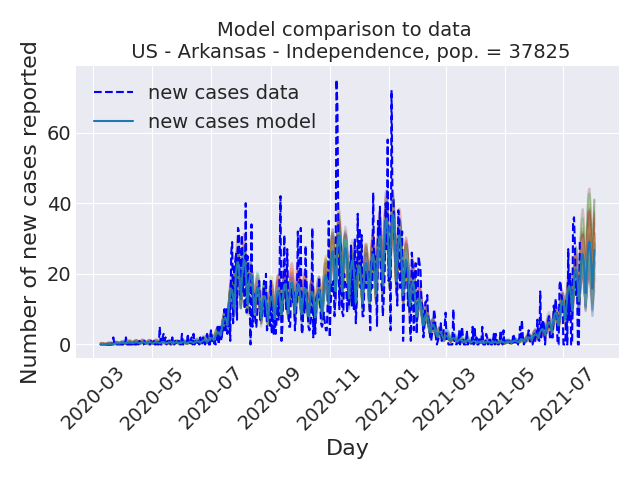 Model comparison to data
US - Arkansas - Independence, pop. = 37825
Number of new cases reported
new cases data
new cases model
60
40
20
0
2020-03
2020-05
2020-07
2020-09
2020-11
2021-01
2021-03
2021-05
2021-07
Day